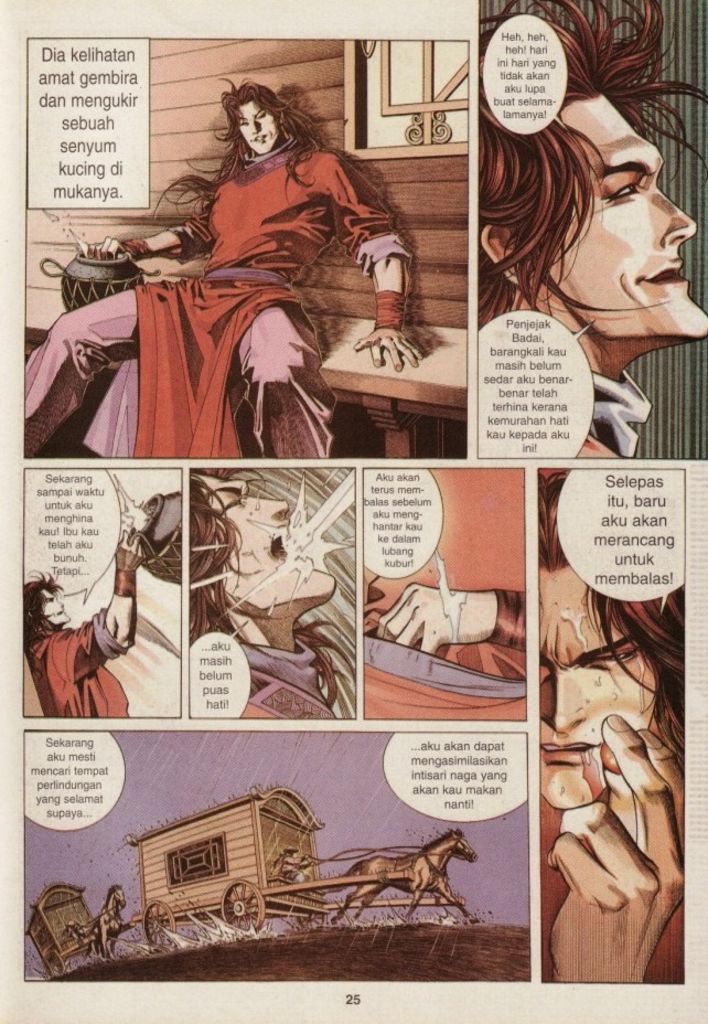 Dia kelihatan
amat gembira
dan mengukir
sebuah
senyum
kucing di
mukanya.
Heh, heh,
heh! hari
ini hari yang
tidak akan
aku lupa
buat selama-
lamanya!
Penjejak
Badai,
barangkali kau
masih belum
sedar aku benar-
benar telah
terhina kerana
kemurahan hati
kau kepada aku
ini!
Sekarang
sampai waktu
untuk aku
menghina
kau! Ibu kau
telah aku
bunuh.
Tetapi...
...aku
masih
belum
puas
hati!
Aku akan
terus mem-
balas sebelum
aku meng-
hantar kau
ke dalam
lubang
kubur!
Selepas
itu, baru
aku akan
merancang
untuk
membalas!
Sekarang
aku mesti
mencari tempat
perlindungan
yang selamat
supaya...
...aku akan dapat
mengasimilasikan
intisari naga yang
akan kau makan
nanti!
25